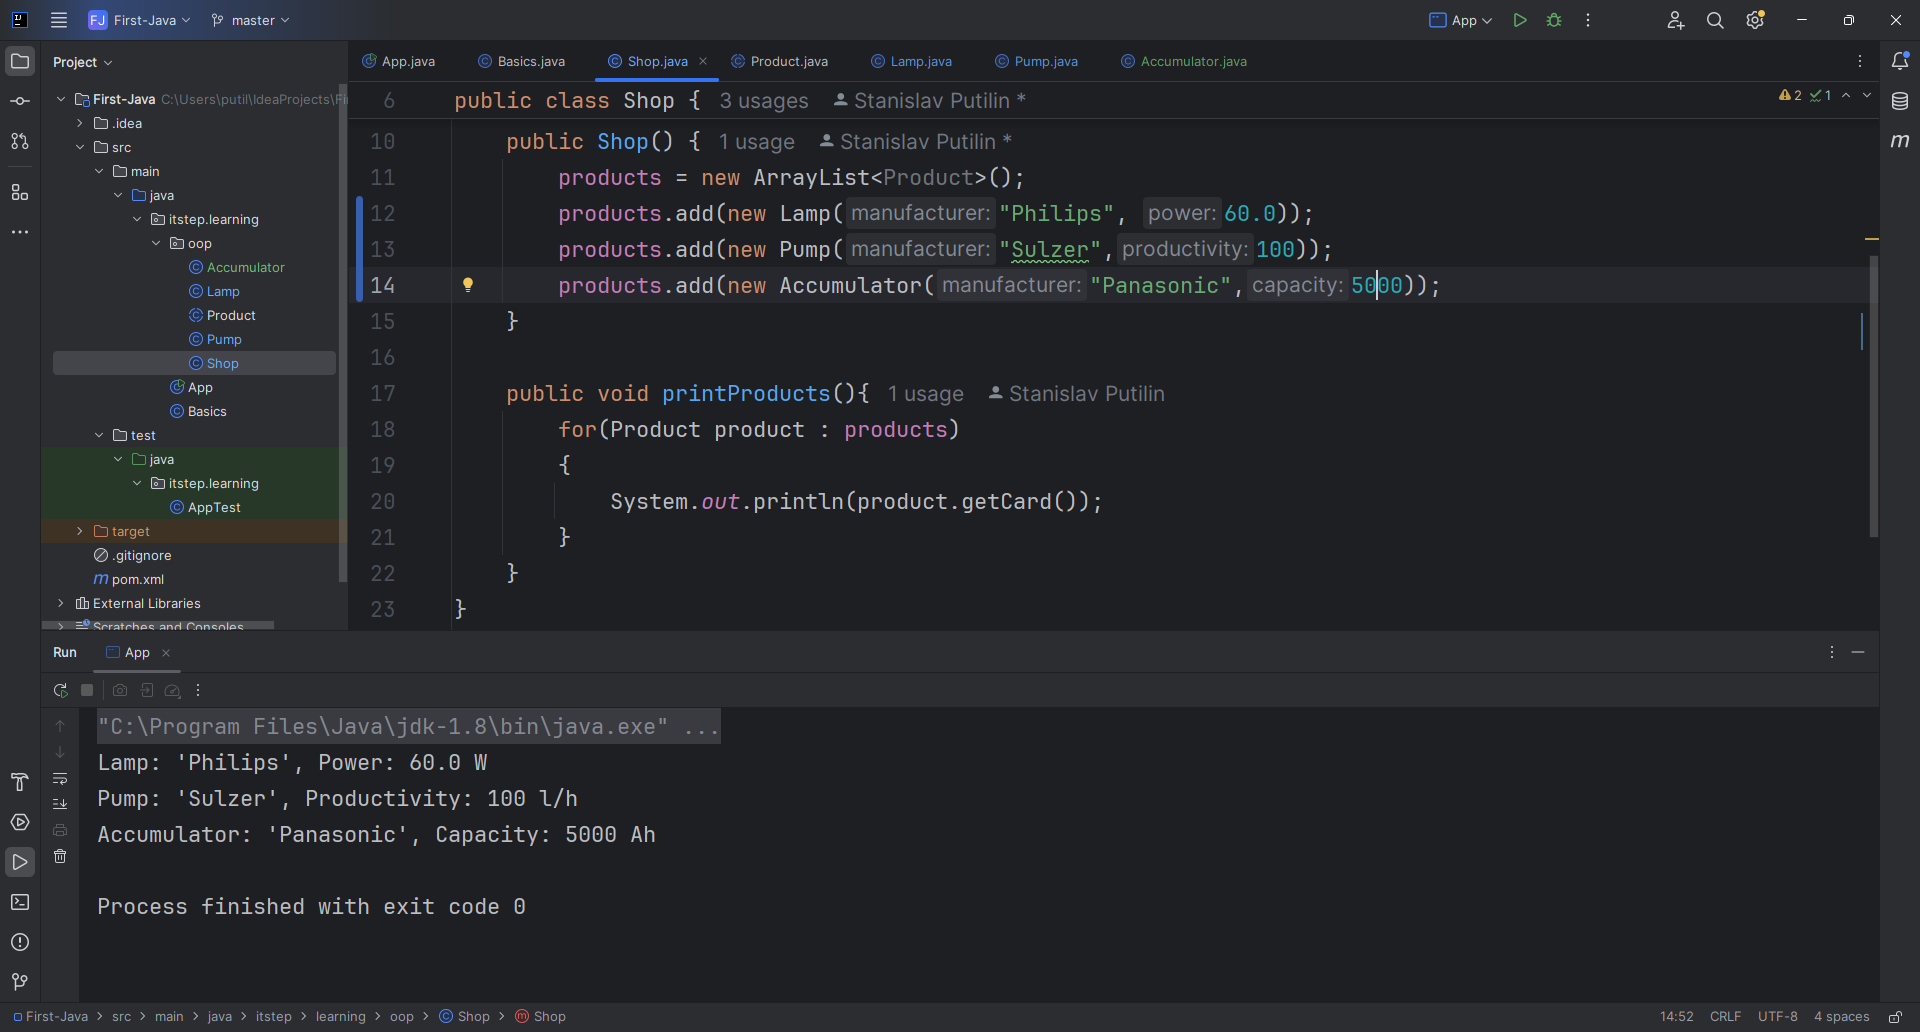 FJ First-Java master App
Project
App.java Basics.java Shop.java Product.java Lamp.java Pump.java Accumulator.java
First-Java C:\Users\putil\IdeaProjects\Fi
.idea
src
main
java
itstep.learning
oop
Accumulator
Lamp
Product
Pump
Shop
App
Basics
test
java
itstep.learning
AppTest
target
.gitignore
pom.xml
External Libraries
Scratches and Consoles
6 public class Shop { 3 usages Stanislav Putilin * 2 1
10 public Shop() { 1 usage Stanislav Putilin *
11 products = new ArrayList<Product>();
12 products.add(new Lamp( manufacturer: "Philips", power: 60.0));
13 products.add(new Pump( manufacturer: "Sulzer", productivity: 100));
14 products.add(new Accumulator( manufacturer: "Panasonic", capacity: 5000));
15 }
16
17 public void printProducts(){ 1 usage Stanislav Putilin
18 for(Product product : products)
19 {
20 System.out.println(product.getCard());
21 }
22 }
23 }
Run App
"C:\Program Files\Java\jdk-1.8\bin\java.exe" ...
Lamp: 'Philips', Power: 60.0 W
Pump: 'Sulzer', Productivity: 100 l/h
Accumulator: 'Panasonic', Capacity: 5000 Ah
Process finished with exit code 0
First-Java > src > main > java > itstep > learning > oop > Shop > Shop 14:52 CRLF UTF-8 4 spaces